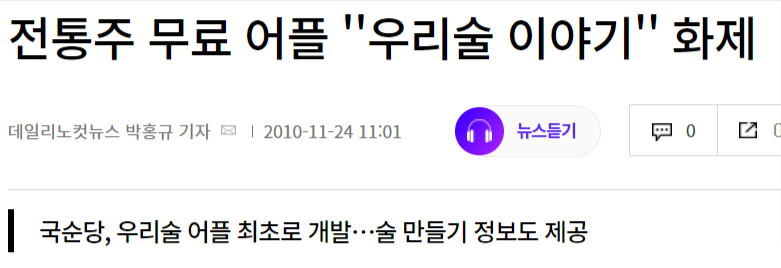 전통주 무료 어플 "우리술 이야기" 화제
데일리노컷뉴스 박홍규 기자 2010-11-24 11:01 뉴스듣기 0 0
국순당, 우리술 어플 최초로 개발…술 만들기 정보도 제공